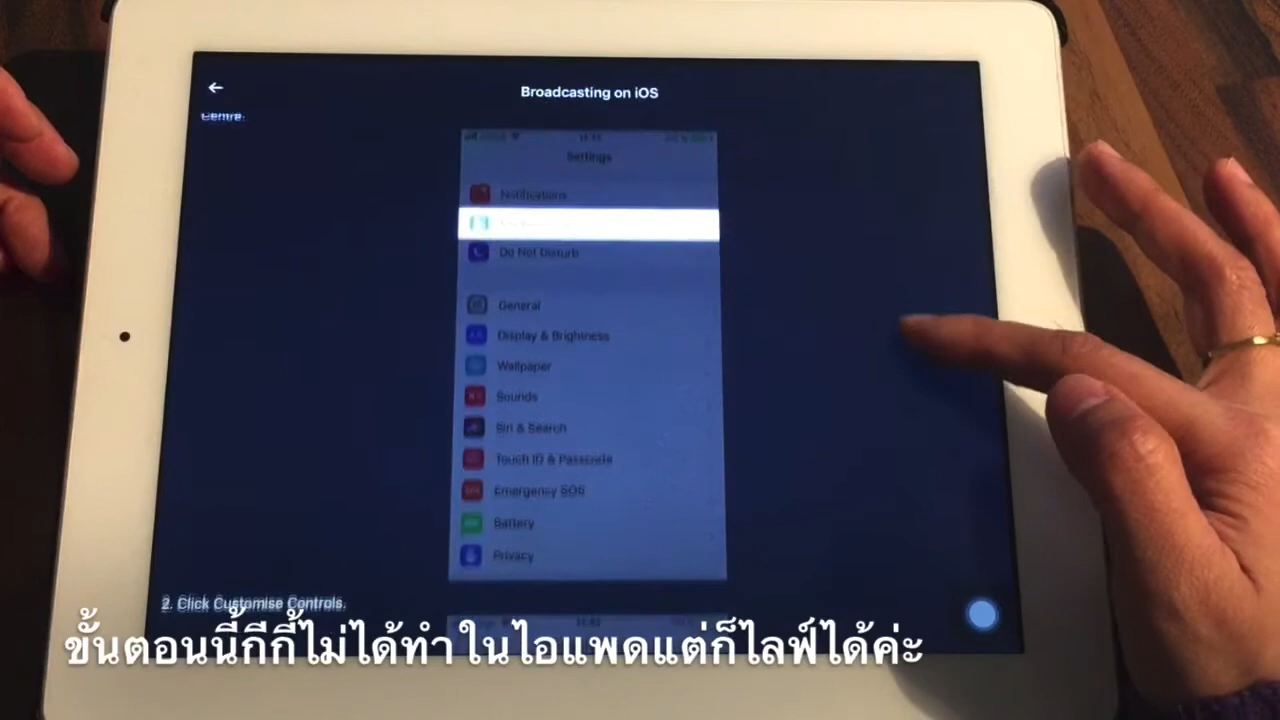 Broadcasting on iOS
Centre.
Settings
Notifications
Do Not Disturb
General
Display & Brightness
Wallpaper
Sounds
Siri & Search
Touch ID & Passcode
Emergency SOS
Battery
Privacy
2. Click Customise Controls.
ขั้นตอนนี้กีกี้ไม่ได้ทำในไอแพดแต่ก็ไลฟ์ได้ค่ะ